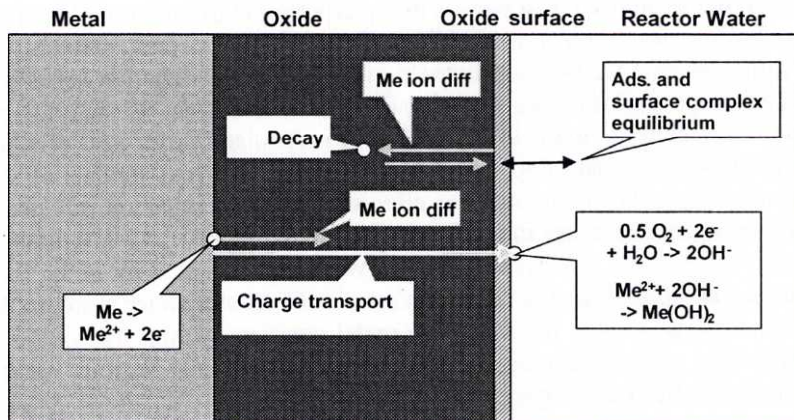 Metal Oxide Oxide surface Reactor Water
Me ion diff
Ads. and
surface complex
equilibrium
Decay
Me ion diff
0.5 O₂ + 2e⁻
+ H₂O -> 2OH⁻
Me²⁺+ 2OH⁻
-> Me(OH)₂
Charge transport
Me ->
Me²⁺ + 2e⁻